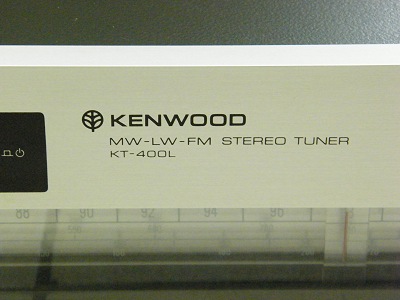 KENWOOD
MW-LW-FM STEREO TUNER
KT-400L
88 90 92 94 96